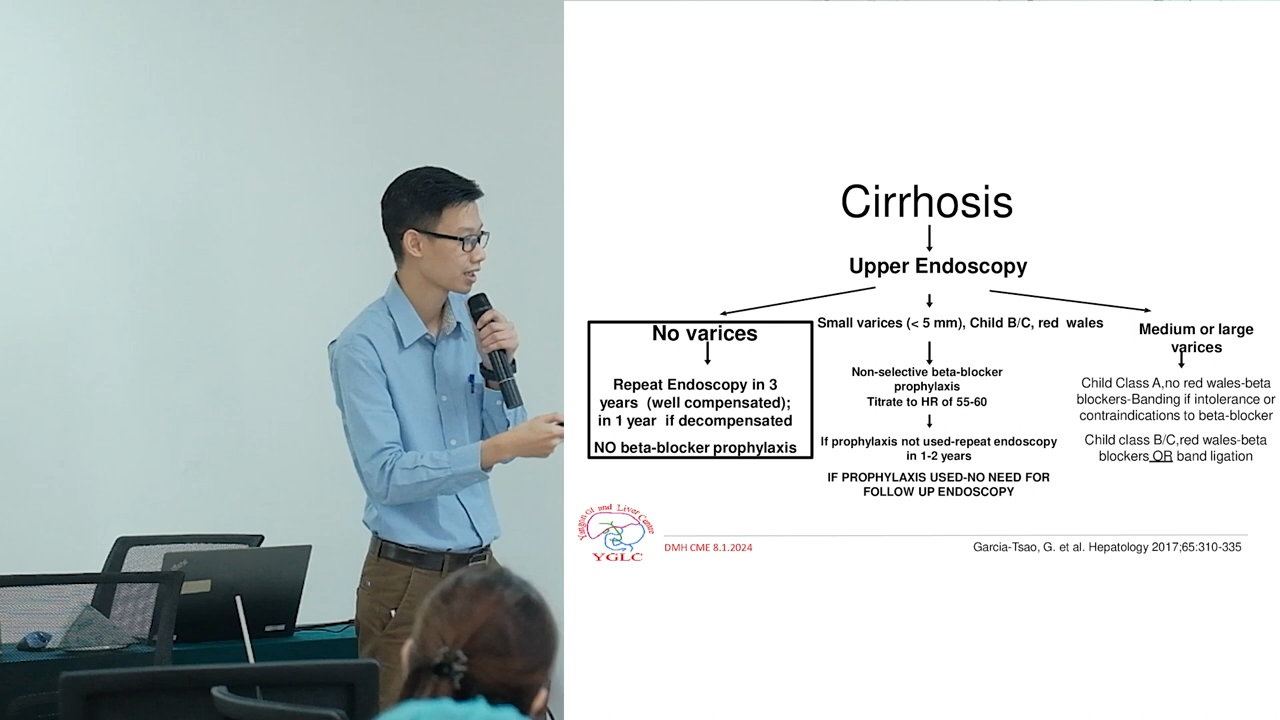 Cirrhosis
Upper Endoscopy
No varices
Repeat Endoscopy in 3
years (well compensated);
in 1 year if decompensated
NO beta-blocker prophylaxis
Small varices (< 5 mm), Child B/C, red wales
Non-selective beta-blocker
prophylaxis
Titrate to HR of 55-60
If prophylaxis not used-repeat endoscopy
in 1-2 years
IF PROPHYLAXIS USED-NO NEED FOR
FOLLOW UP ENDOSCOPY
Medium or large
varices
Child Class A,no red wales-beta
blockers-Banding if intolerance or
contraindications to beta-blocker
Child class B/C,red wales-beta
blockers OR band ligation
Yangon GI and Liver Centre
YGLC
DMH CME 8.1.2024
Garcia-Tsao, G. et al. Hepatology 2017;65:310-335